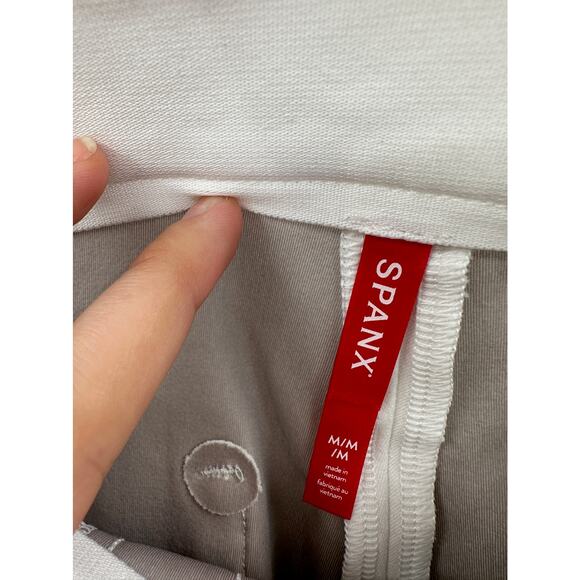 SPANX
M/M
/M
made in
vietnam
fabriqué au
vietnam